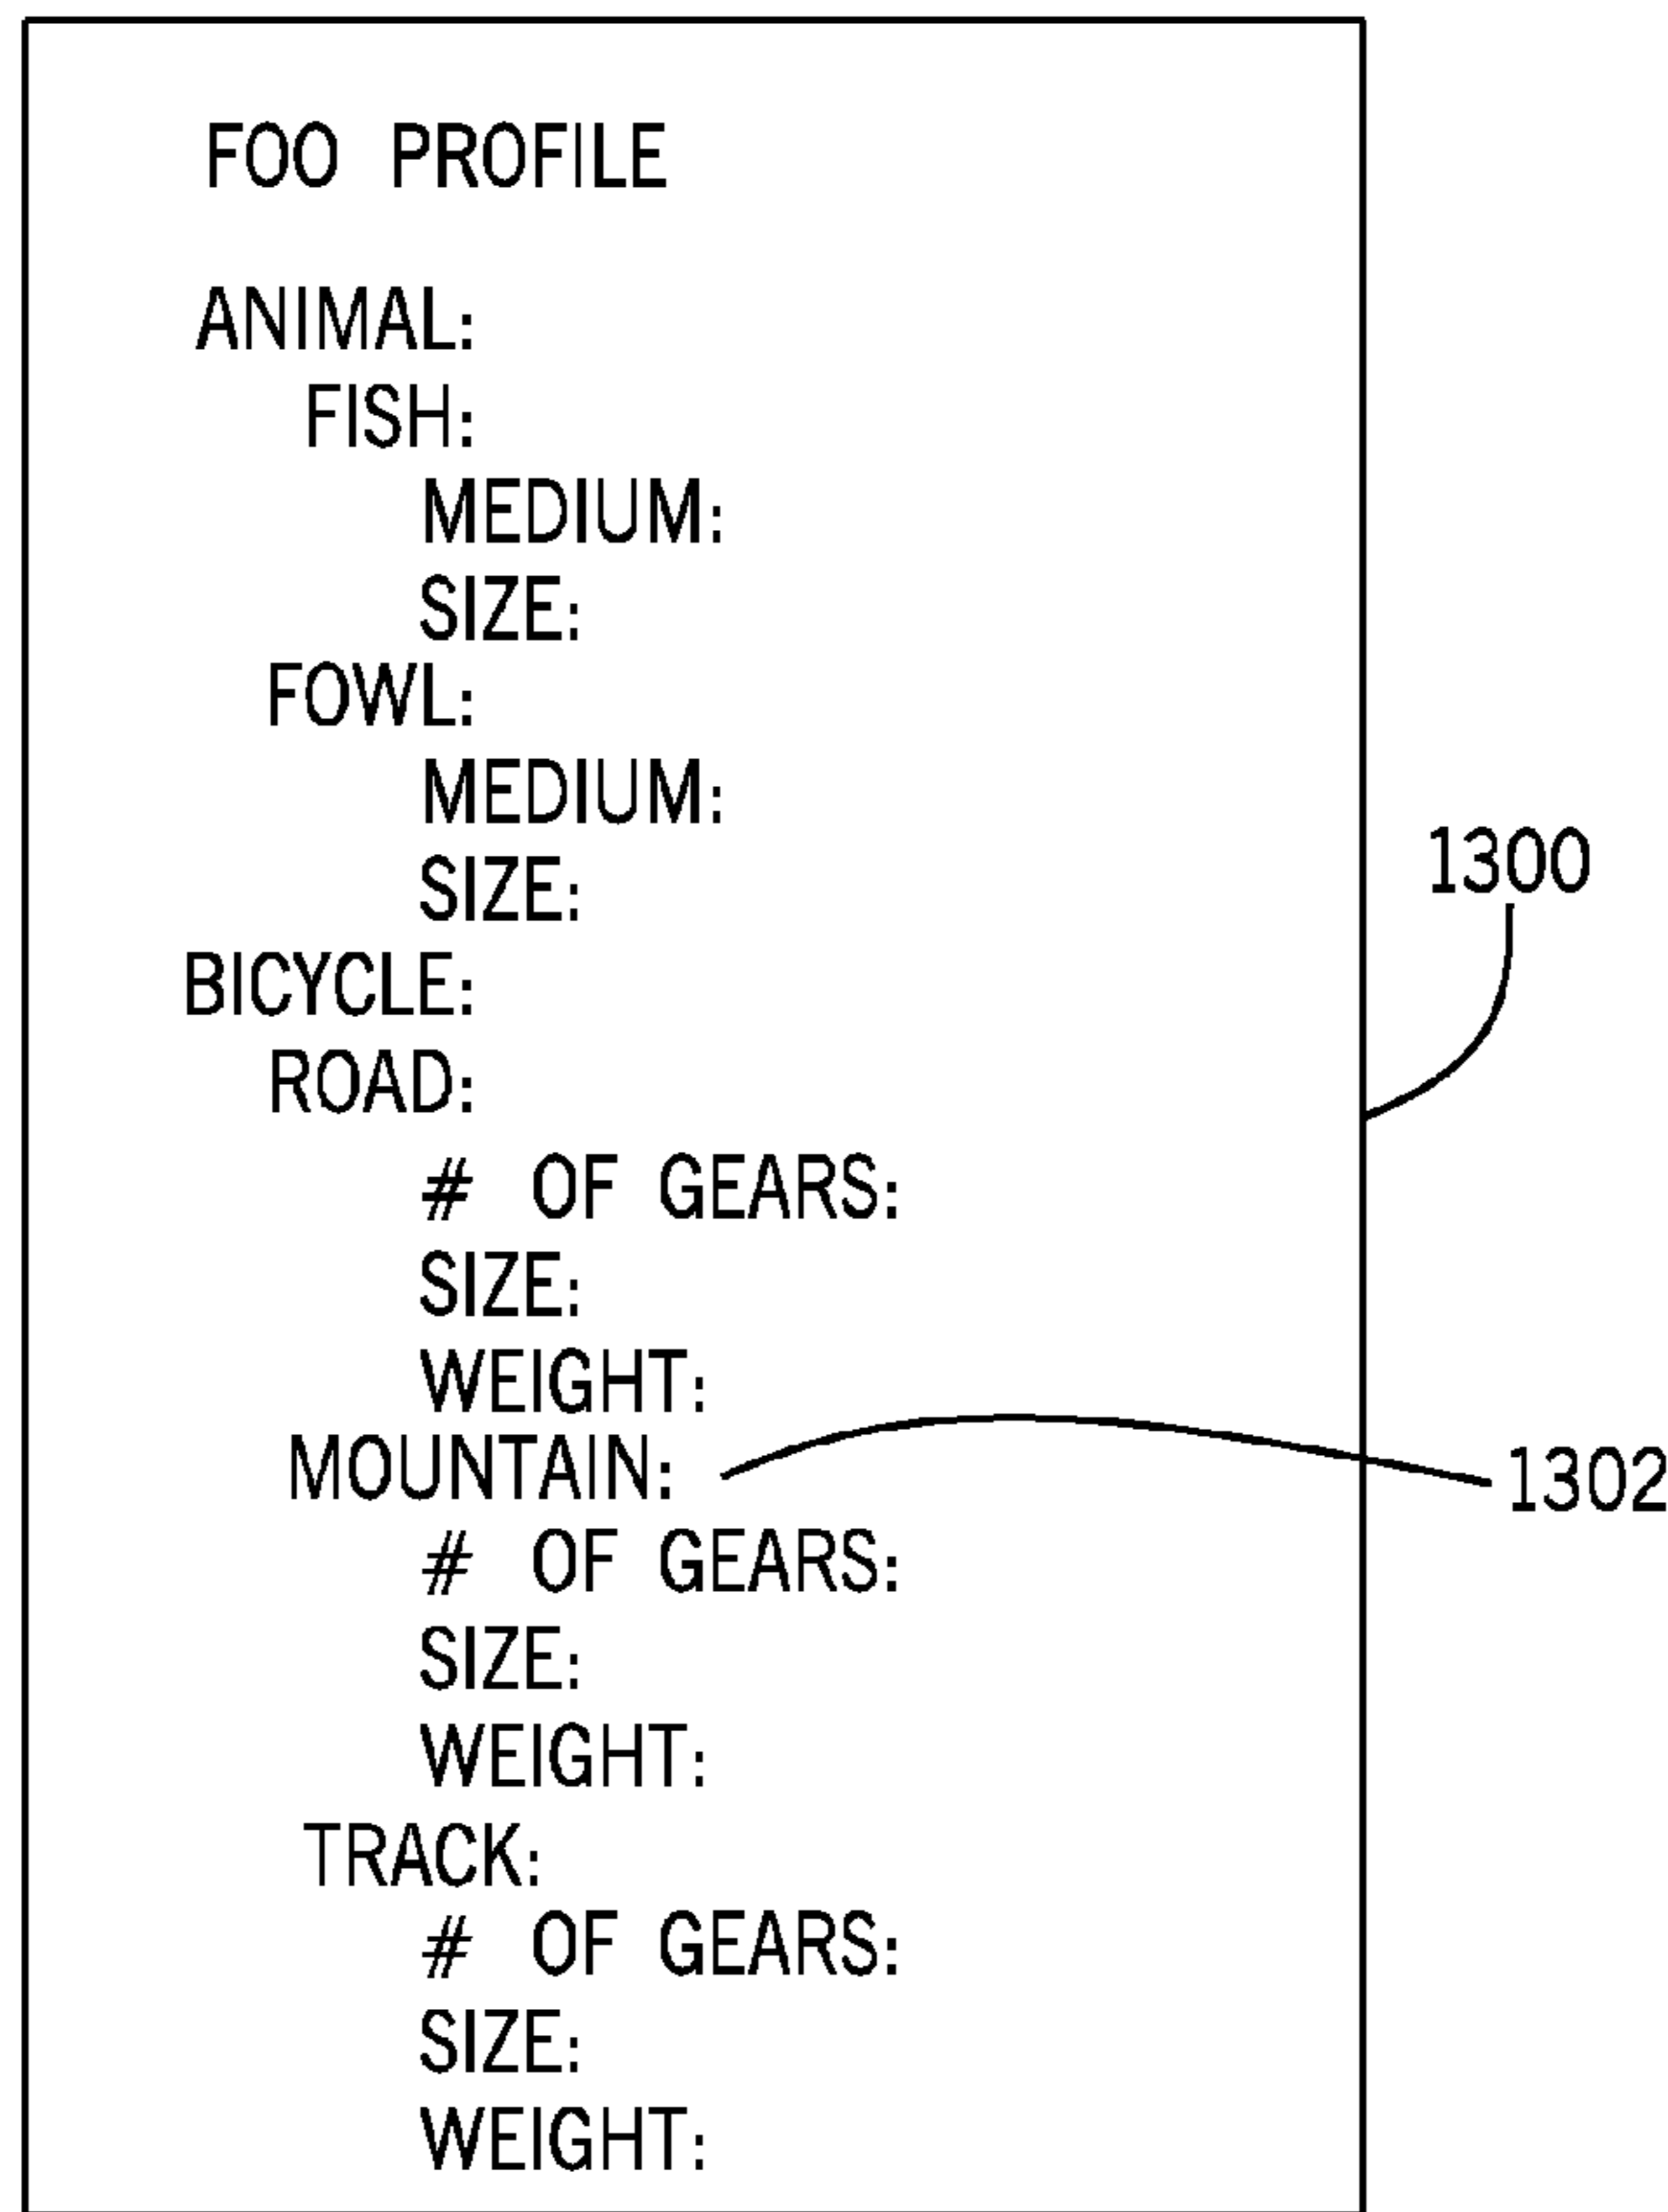 FOO PROFILE
ANIMAL:
FISH:
MEDIUM:
SIZE:
FOWL:
MEDIUM:
SIZE:
1300
BICYCLE:
ROAD:
# OF GEARS:
SIZE:
WEIGHT:
MOUNTAIN:
1302
# OF GEARS:
SIZE:
WEIGHT:
TRACK:
# OF GEARS:
SIZE:
WEIGHT: